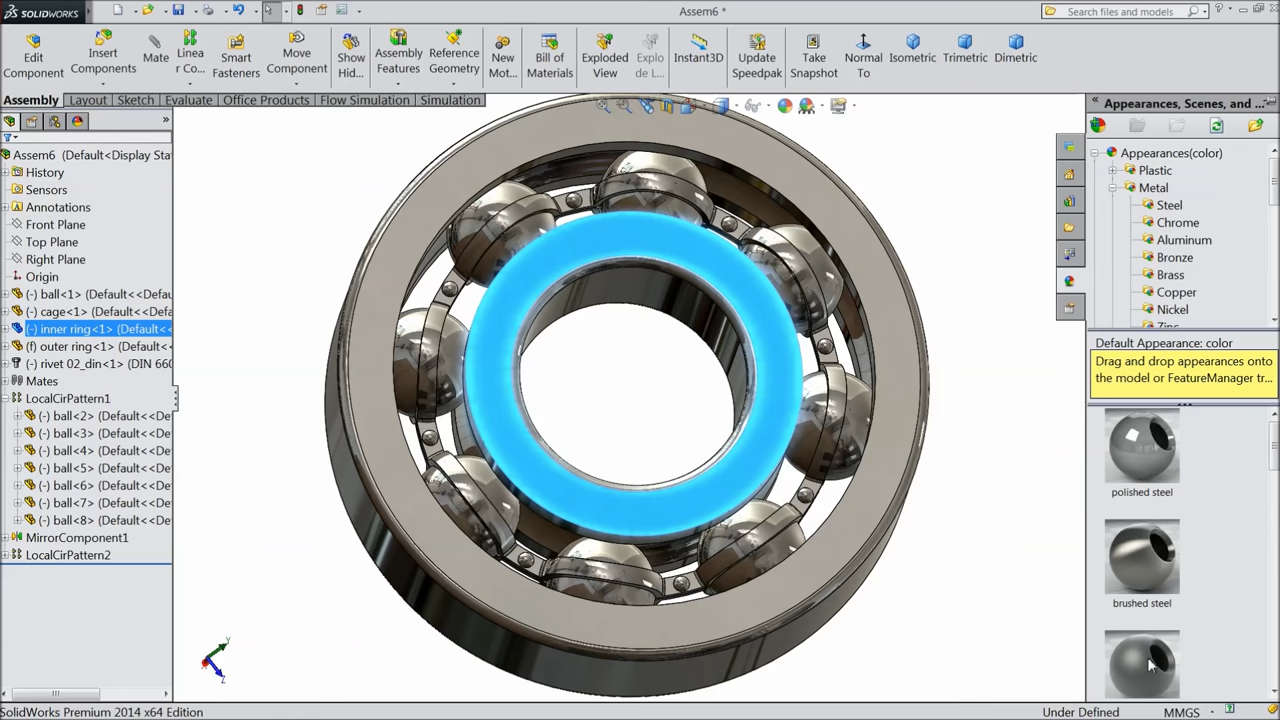 SOLIDWORKS
Assem6 *
Search files and models
Edit Component
Insert Components
Mate
Linea r Co...
Smart Fasteners
Move Component
Show Hid...
Assembly Features
Reference Geometry
New Mot...
Bill of Materials
Exploded View
Explo de L...
Instant3D
Update Speedpak
Take Snapshot
Normal To
Isometric
Trimetric
Dimetric
Assembly
Layout
Sketch
Evaluate
Office Products
Flow Simulation
Simulation
Assem6 (Default<Display Sta
History
Sensors
Annotations
Front Plane
Top Plane
Right Plane
Origin
(-) ball<1> (Default<<Defau
(-) cage<1> (Default<<Defa
(-) inner ring<1> (Default<<
(f) outer ring<1> (Default<<
(-) rivet 02_din<1> (DIN 660
Mates
LocalCirPattern1
(-) ball<2> (Default<<De
(-) ball<3> (Default<<De
(-) ball<4> (Default<<De
(-) ball<5> (Default<<De
(-) ball<6> (Default<<De
(-) ball<7> (Default<<De
(-) ball<8> (Default<<De
MirrorComponent1
LocalCirPattern2
Y
Z
Appearances, Scenes, and ...
Appearances(color)
Plastic
Metal
Steel
Chrome
Aluminum
Bronze
Brass
Copper
Nickel
Default Appearance: color
Drag and drop appearances onto
the model or FeatureManager tr...
polished steel
brushed steel
SolidWorks Premium 2014 x64 Edition
Under Defined
MMGS